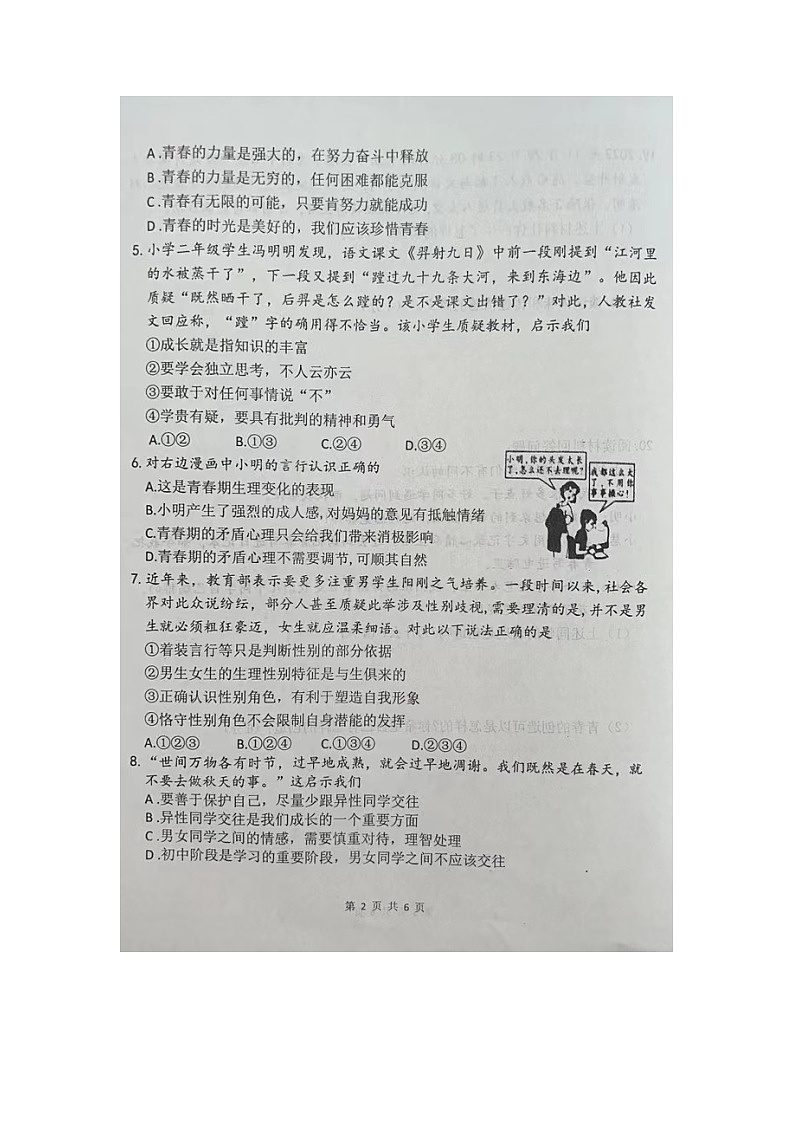 A.青春的力量是强大的，在努力奋斗中释放
B.青春的力量是无穷的，任何困难都能克服
C.青春有无限的可能，只要肯努力就能成功
D.青春的时光是美好的，我们应该珍惜青春
5.小学二年级学生冯明明发现，语文课文《羿射九日》中前一段刚提到“江河里
的水被蒸干了”，下一段又提到“蹚过九十九条大河，来到东海边”。他因此
质疑“既然晒干了，后羿是怎么蹚的？是不是课文出错了？”对此，人教社发
文回应称，“蹚”字的确用得不恰当。该小学生质疑教材，启示我们
①成长就是指知识的丰富
②要学会独立思考，不人云亦云
③要敢于对任何事情说“不”
④学贵有疑，要具有批判的精神和勇气
A.①② B.①③ C.②④ D.③④
6.对右边漫画中小明的言行认识正确的
小明,你的头发太长
了,怎么还不去理呢?
我都这么大
了,不用你
事事操心!
A.这是青春期生理变化的表现
B.小明产生了强烈的成人感,对妈妈的意见有抵触情绪
C.青春期的矛盾心理只会给我们带来消极影响
D.青春期的矛盾心理不需要调节,可顺其自然
7.近年来，教育部表示要更多注重男学生阳刚之气培养。一段时间以来,社会各
界对此众说纷纭，部分人甚至质疑此举涉及性别歧视,需要理清的是,并不是男
生就必须粗狂豪迈，女生就应温柔细语。对此以下说法正确的是
①着装言行等只是判断性别的部分依据
②男生女生的生理性别特征是与生俱来的
③正确认识性别角色，有利于塑造自我形象
④恪守性别角色不会限制自身潜能的发挥
A.①②③ B.①②④ C.①③④ D.②③④
8.“世间万物各有时节，过早地成熟，就会过早地凋谢。我们既然是在春天，就
不要去做秋天的事。”这启示我们
A.要善于保护自己，尽量少跟异性同学交往
B.异性同学交往是我们成长的一个重要方面
C.男女同学之间的情感，需要慎重对待，理智处理
D.初中阶段是学习的重要阶段，男女同学之间不应该交往
第 2 页 共 6 页